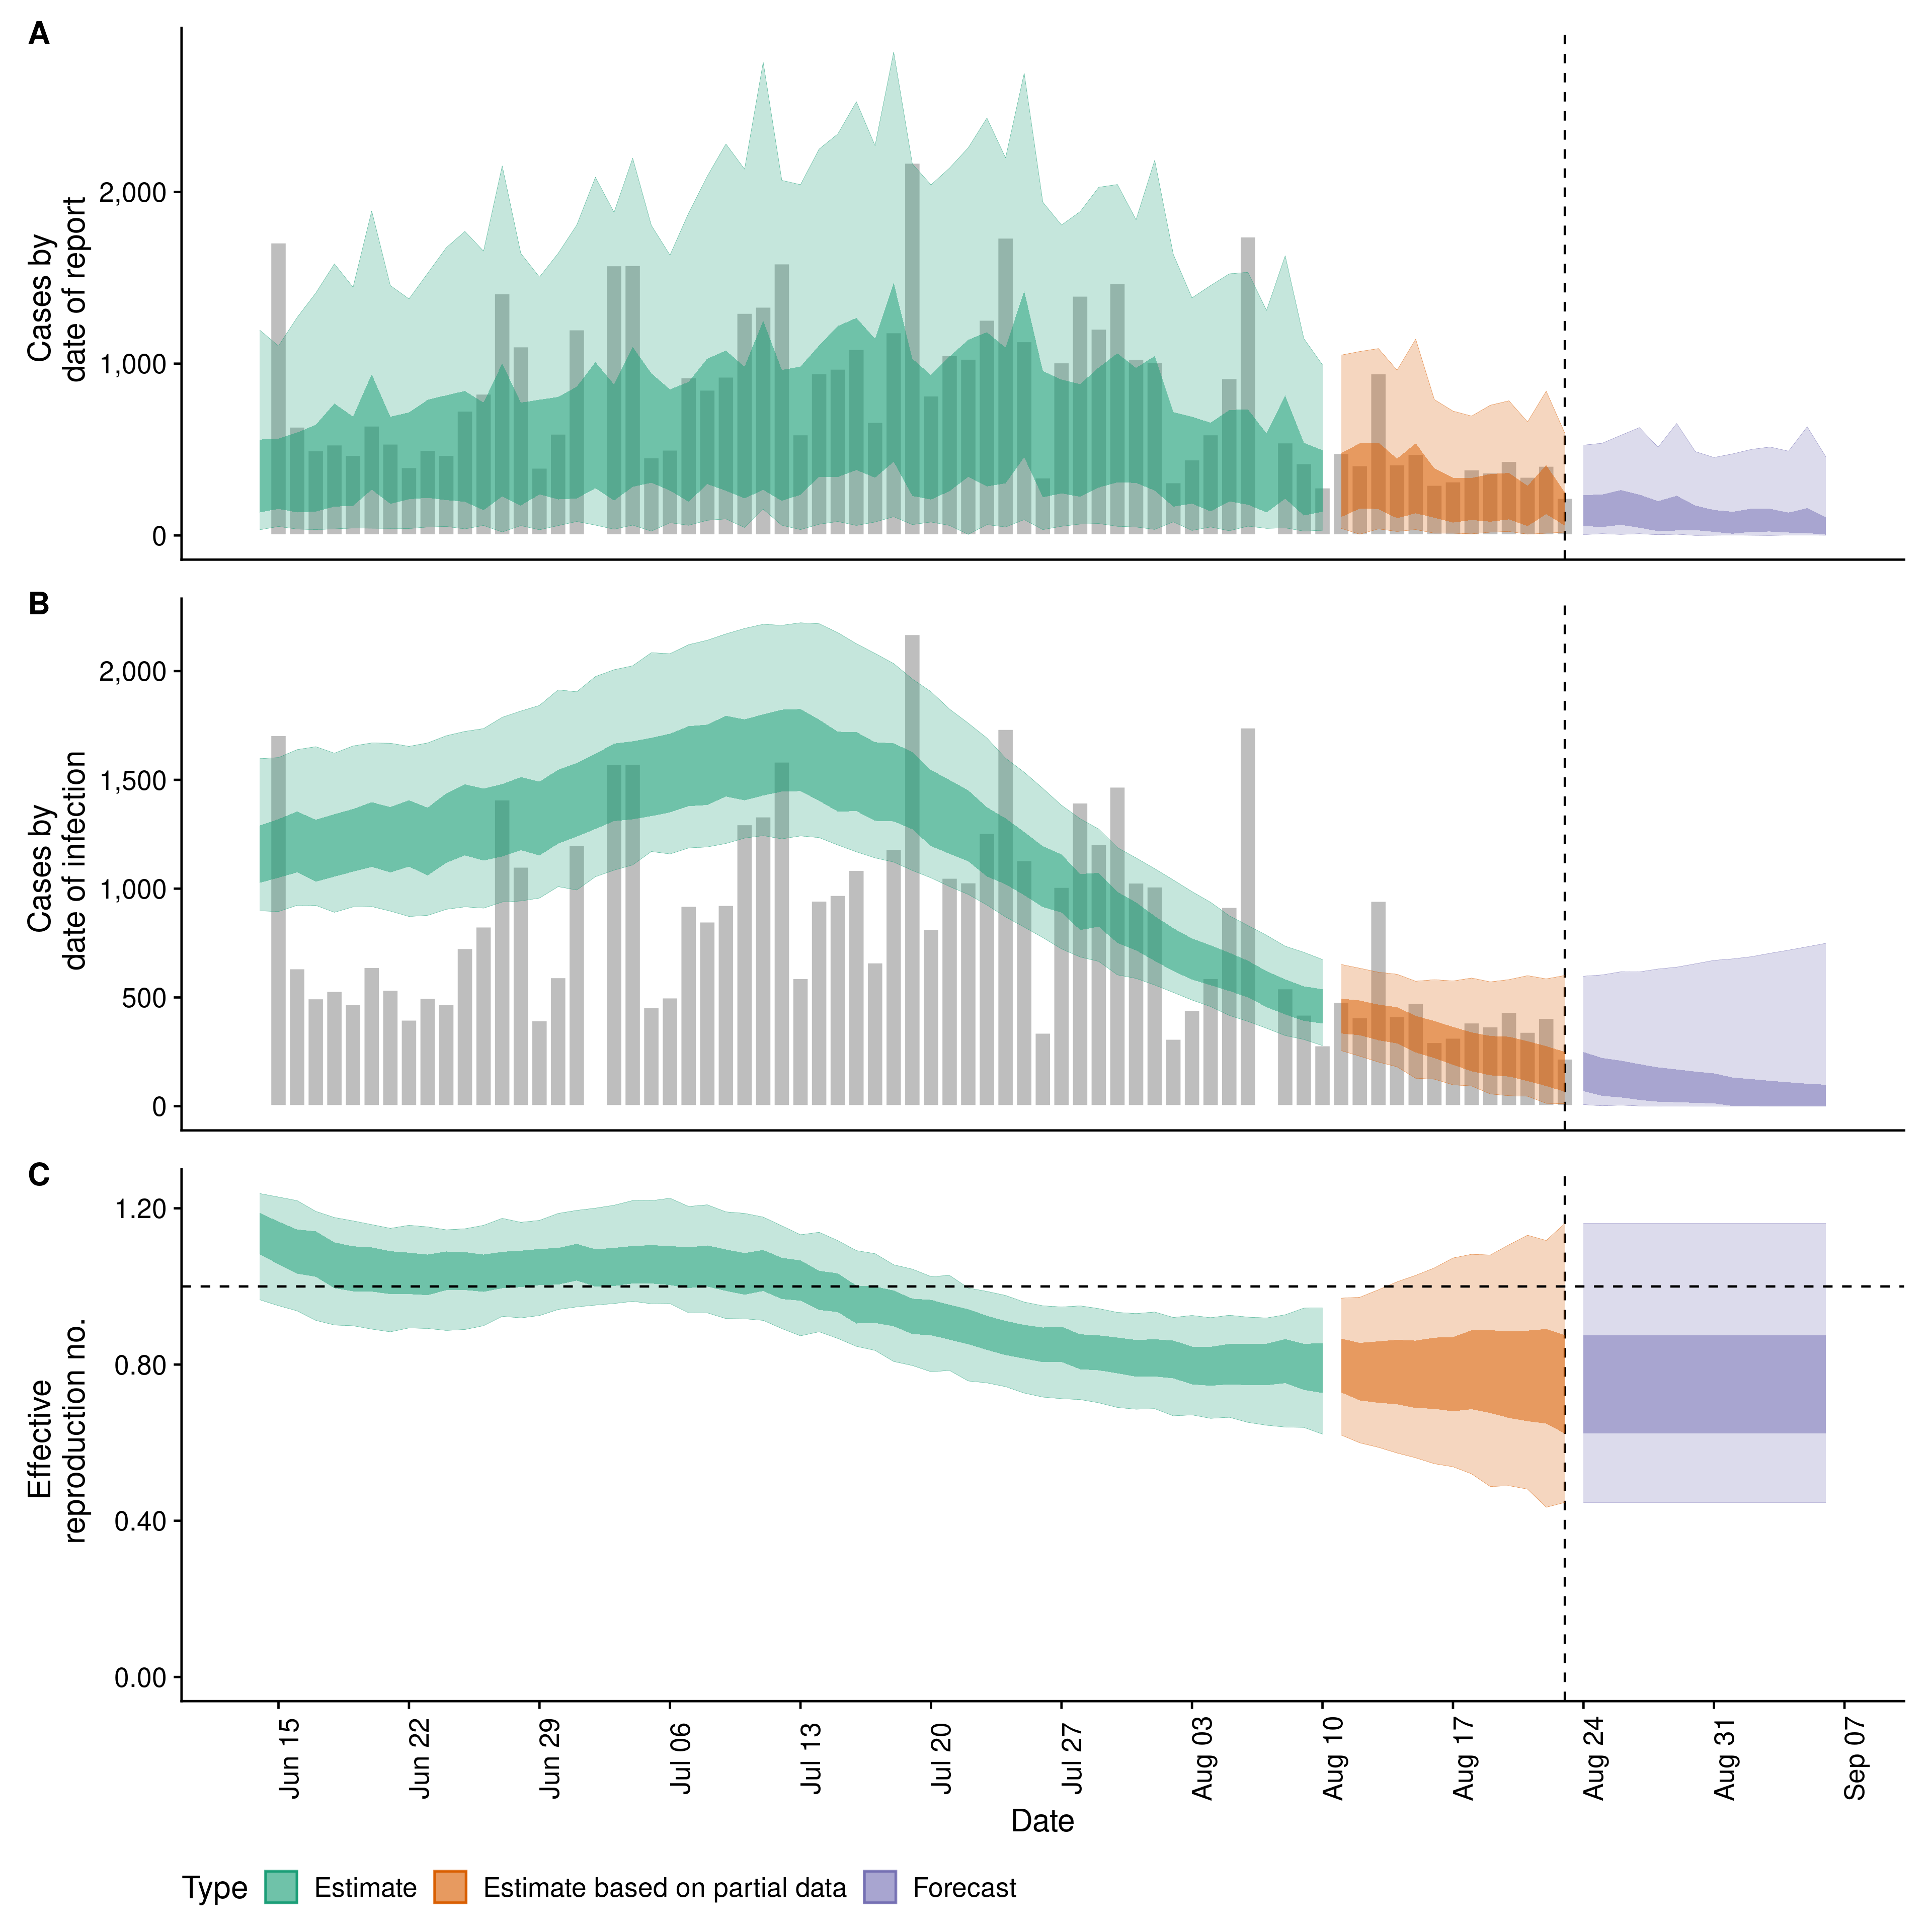 A
Cases by
date of report
2,000
1,000
0
B
Cases by
date of infection
2,000
1,500
1,000
500
0
C
Effective
reproduction no.
1.20
0.80
0.40
0.00
Jun 15
Jun 22
Jun 29
Jul 06
Jul 13
Jul 20
Jul 27
Aug 03
Aug 10
Aug 17
Aug 24
Aug 31
Sep 07
Date
Type Estimate Estimate based on partial data Forecast